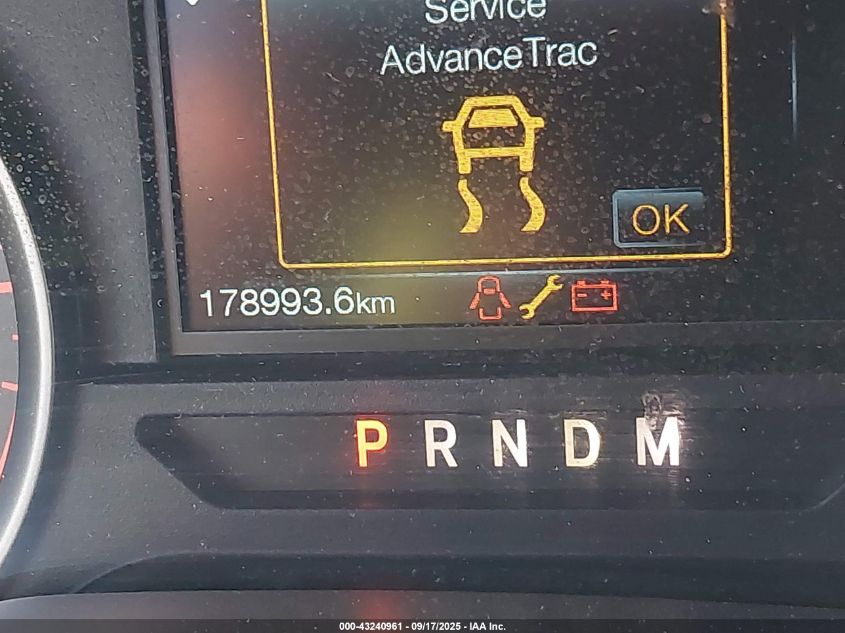 Service
AdvanceTrac
OK
178993.6km
P R N D M
000-43240961 - 09/17/2025 - IAA Inc.